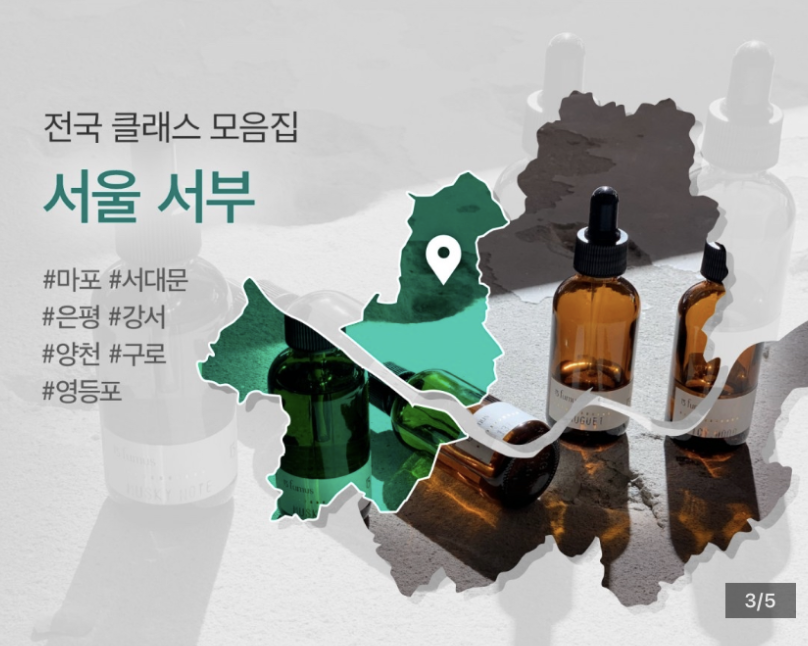 전국 클래스 모음집
서울 서부
#마포 #서대문
#은평 #강서
#양천 #구로
#영등포
3/5